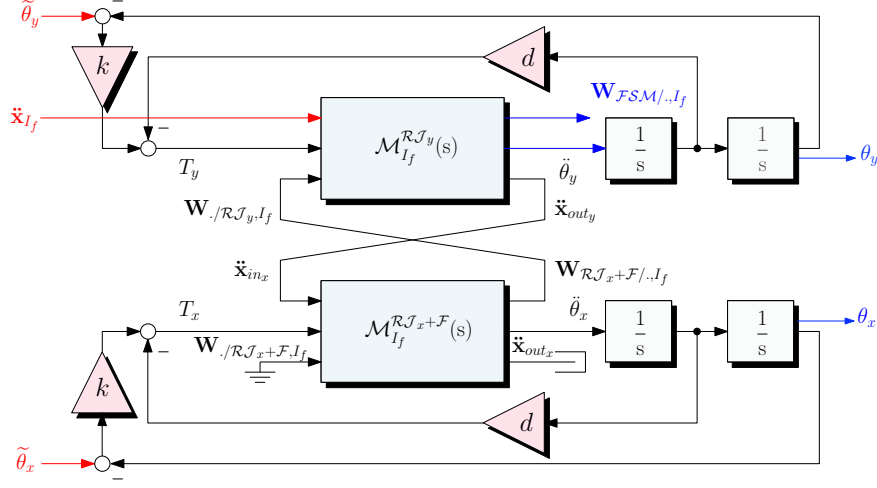 θ̃_y −
k d
ẍ_{I_f} 𝐖_{𝓕𝓢𝓜/.,I_f}
𝓜_{I_f}^{𝓡𝓙_y}(s) 1/s 1/s
− T_y θ̈_y θ_y
𝐖_{./𝓡𝓙_y,I_f} ẍ_{out_y}
ẍ_{in_x} 𝐖_{𝓡𝓙_x+𝓕/.,I_f}
T_x θ̈_x θ_x
𝓜_{I_f}^{𝓡𝓙_x+𝓕}(s) 1/s 1/s
− 𝐖_{./𝓡𝓙_x+𝓕,I_f} ẍ_{out_x}
k d
θ̃_x
−